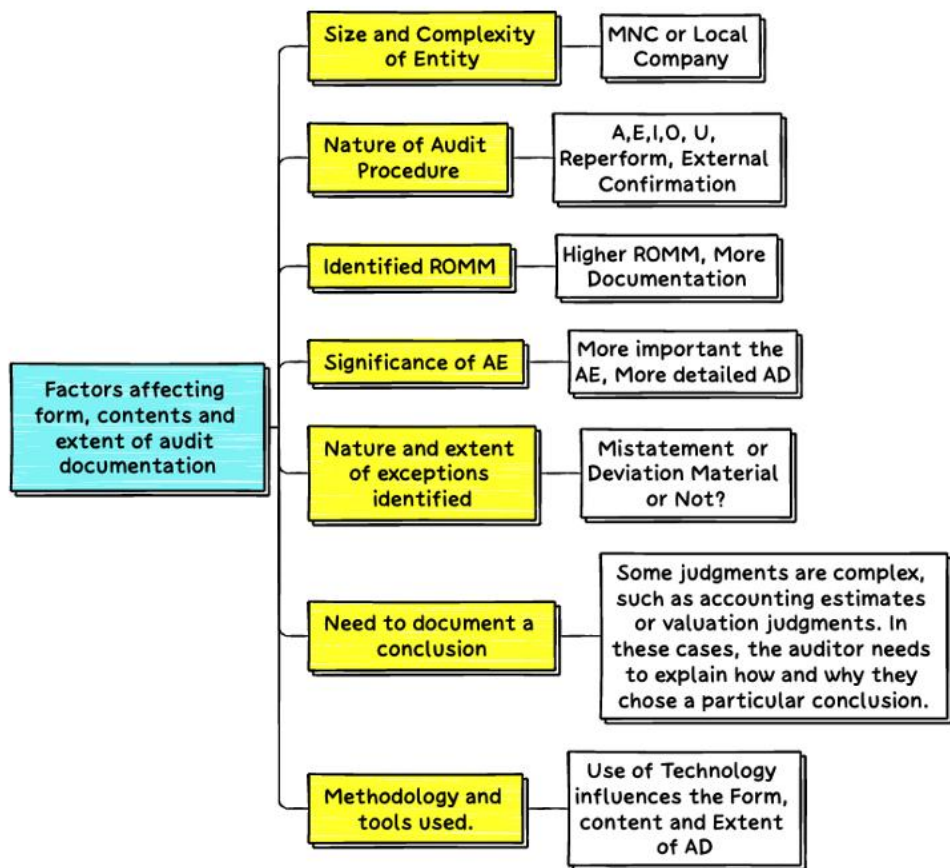 Factors affecting
form, contents and
extent of audit
documentation
Size and Complexity
of Entity
MNC or Local
Company
Nature of Audit
Procedure
A,E,I,O, U,
Reperform, External
Confirmation
Identified ROMM
Higher ROMM, More
Documentation
Significance of AE
More important the
AE, More detailed AD
Nature and extent
of exceptions
identified
Mistatement or
Deviation Material
or Not?
Need to document a
conclusion
Some judgments are complex,
such as accounting estimates
or valuation judgments. In
these cases, the auditor needs
to explain how and why they
chose a particular conclusion.
Methodology and
tools used.
Use of Technology
influences the Form,
content and Extent
of AD